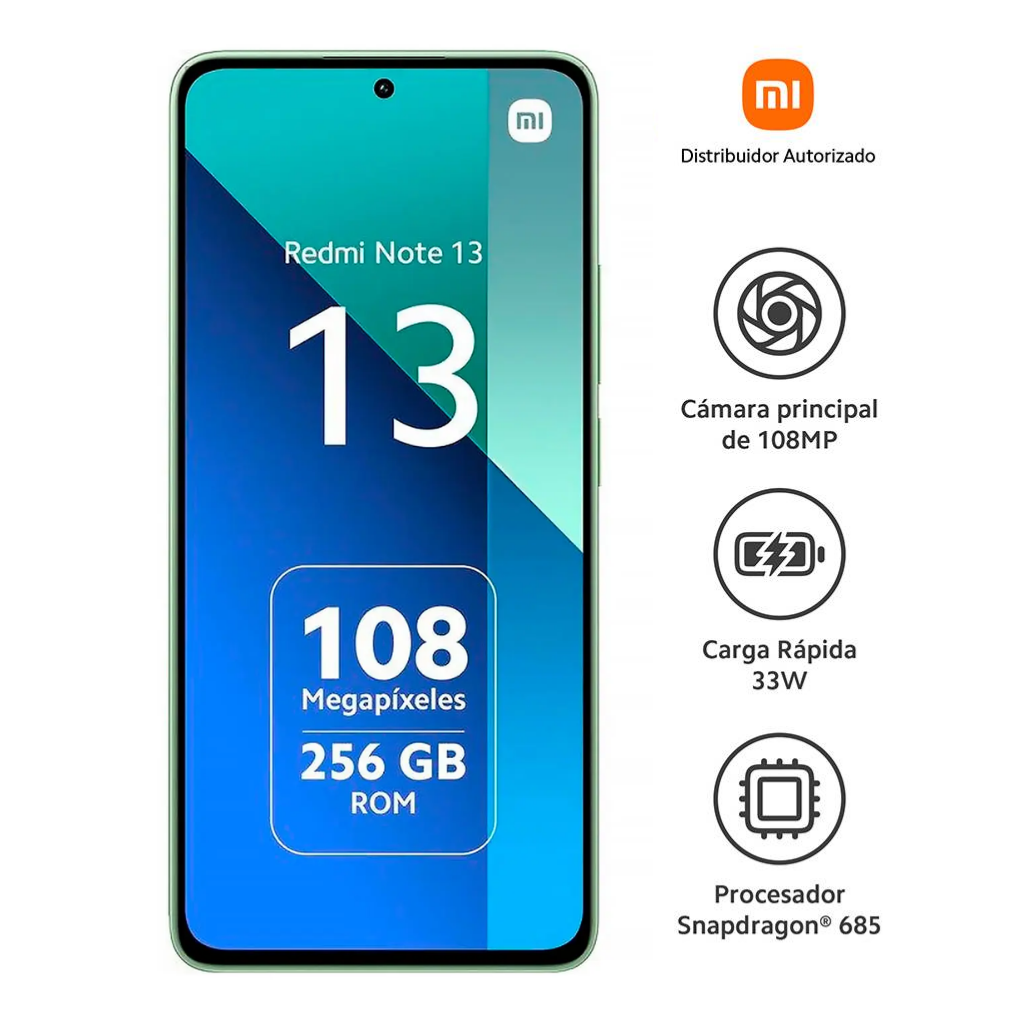 mi
Redmi Note 13
13
108
Megapíxeles
256 GB
ROM
mi
Distribuidor Autorizado
Cámara principal
de 108MP
Carga Rápida
33W
Procesador
Snapdragon® 685